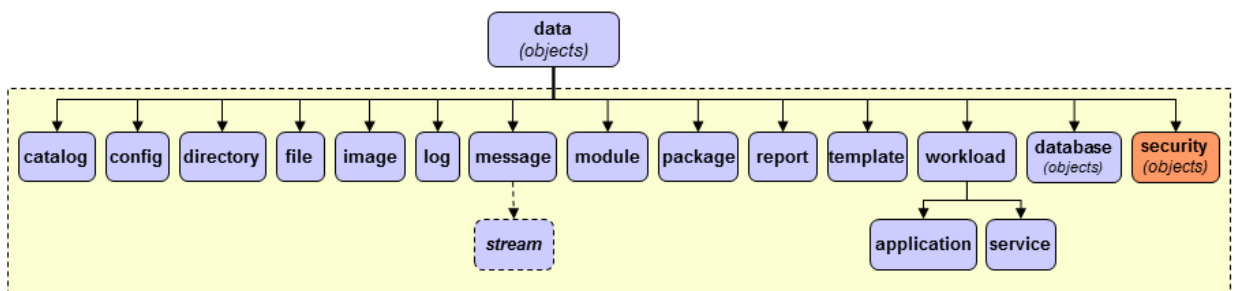 data
(objects)
catalog config directory file image log message module package report template workload database security
(objects) (objects)
stream application service